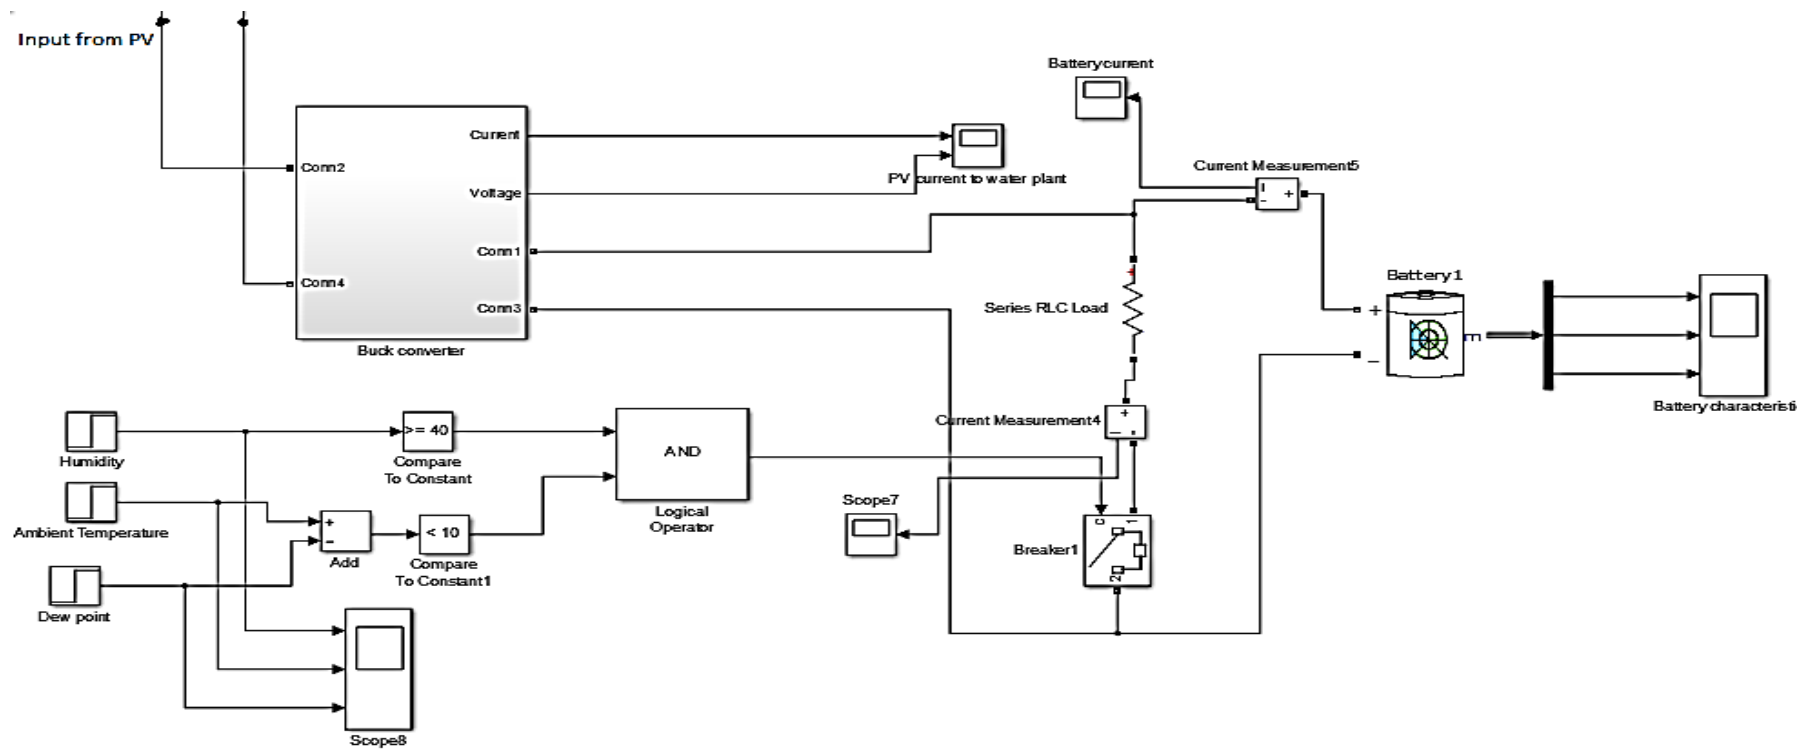 Input from PV
Batterycurrent
Current
Conn2
Voltage
PV current to water plant
Current Measurement5
I
-
+
Conn1
Conn4
Conn3
Series RLC Load
+
Buck converter
Battery1
+
m
-
Battery characteristi
Humidity
>= 40
Compare
To Constant
AND
Logical
Operator
Current Measurement4
+
-
Ambient Temperature
+
-
Add
< 10
Compare
To Constant1
Scope7
c
1
Breaker1
2
Dew point
Scope8